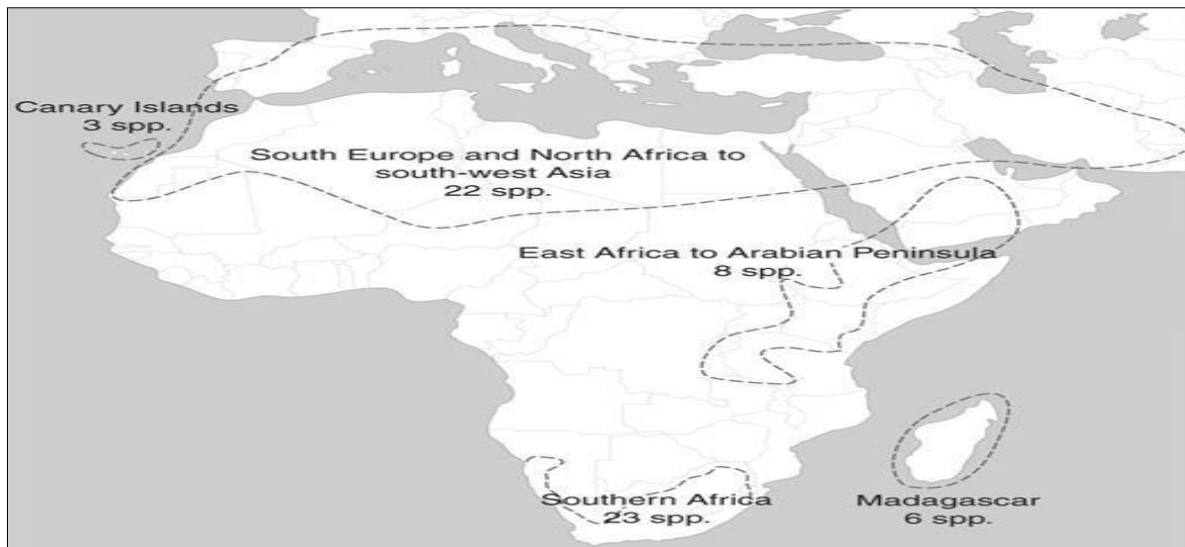 Canary Islands
3 spp.
South Europe and North Africa to
south-west Asia
22 spp.
East Africa to Arabian Peninsula
8 spp.
Southern Africa
23 spp.
Madagascar
6 spp.